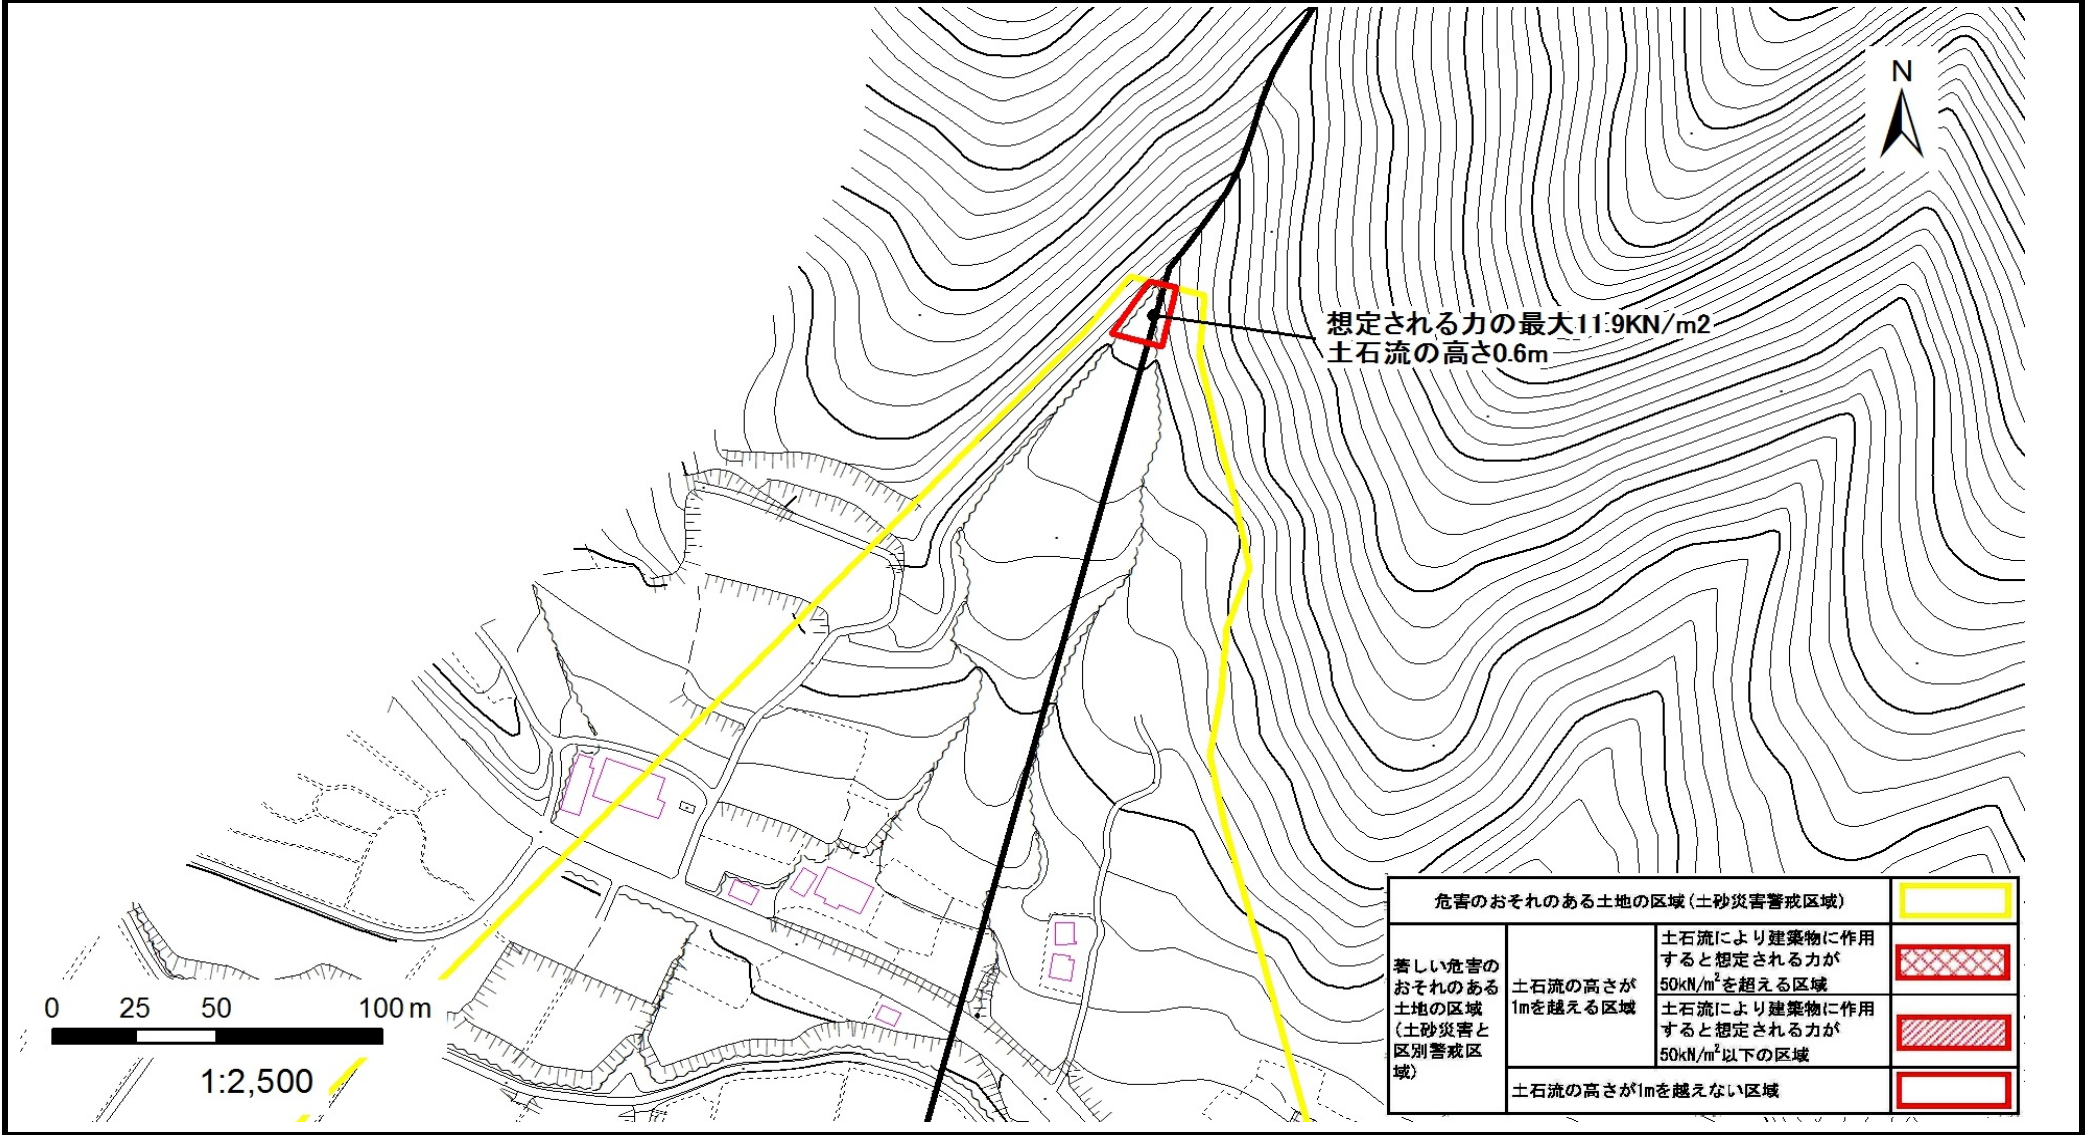 N
想定される力の最大11.9KN/m2
土石流の高さ0.6m
0 25 50 100 m
1:2,500
危害のおそれのある土地の区域(土砂災害警戒区域)
著しい危害の
おそれのある
土地の区域
(土砂災害と
区別警戒区
域)
土石流の高さが
1mを越える区域
土石流により建築物に作用
すると想定される力が
50kN/m²を超える区域
土石流により建築物に作用
すると想定される力が
50kN/m²以下の区域
土石流の高さが1mを越えない区域